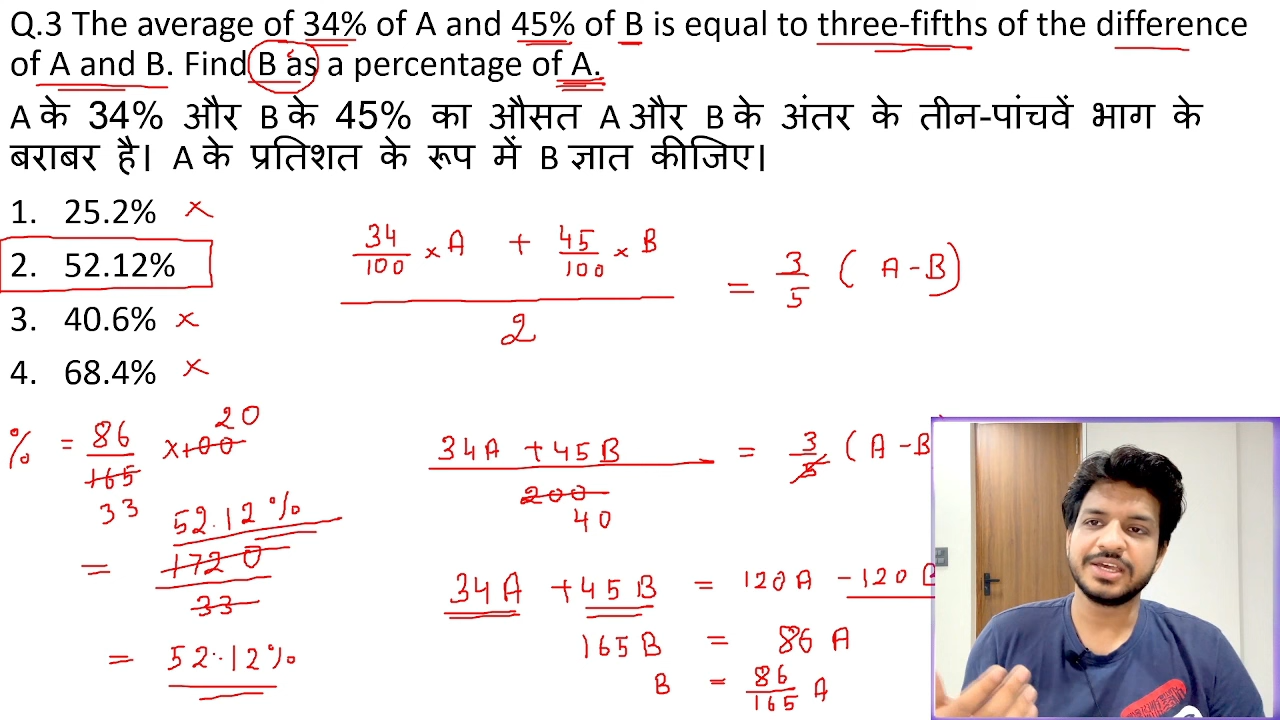 Q.3 The average of 34% of A and 45% of B is equal to three-fifths of the difference
of A and B. Find B as a percentage of A.
A के 34% और B के 45% का औसत A और B के अंतर के तीन-पांचवें भाग के
बराबर है। A के प्रतिशत के रूप में B ज्ञात कीजिए।
1. 25.2% ×
2. 52.12%
3. 40.6% ×
4. 68.4% ×
34/100 × A + 45/100 × B
2
= 3/5 (A - B)
34A + 45B / 200 40 = 3/5 (A - B
34A + 45B = 120A - 120B
165B = 86A
B = 86/165 A
% = 86/165 × 100 20
33
52.12%
= 1720/33
= 52.12%